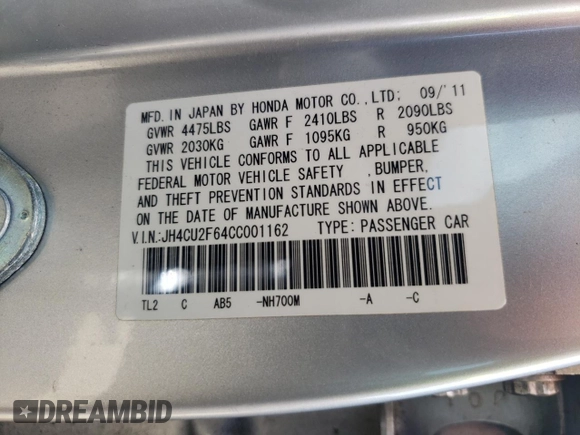 MFD. IN JAPAN BY HONDA MOTOR CO., LTD: 09/'11
GVWR 4475LBS GAWR F 2410LBS R 2090LBS
GVWR 2030KG GAWR F 1095KG R 950KG
THIS VEHICLE CONFORMS TO ALL APPLICABLE
FEDERAL MOTOR VEHICLE SAFETY ,BUMPER,
AND THEFT PREVENTION STANDARDS IN EFFECT
ON THE DATE OF MANUFACTURE SHOWN ABOVE.
V.I.N.:JH4CU2F64CC001162 TYPE: PASSENGER CAR
TL2 C AB5 -NH700M -A -C
DREAMBID